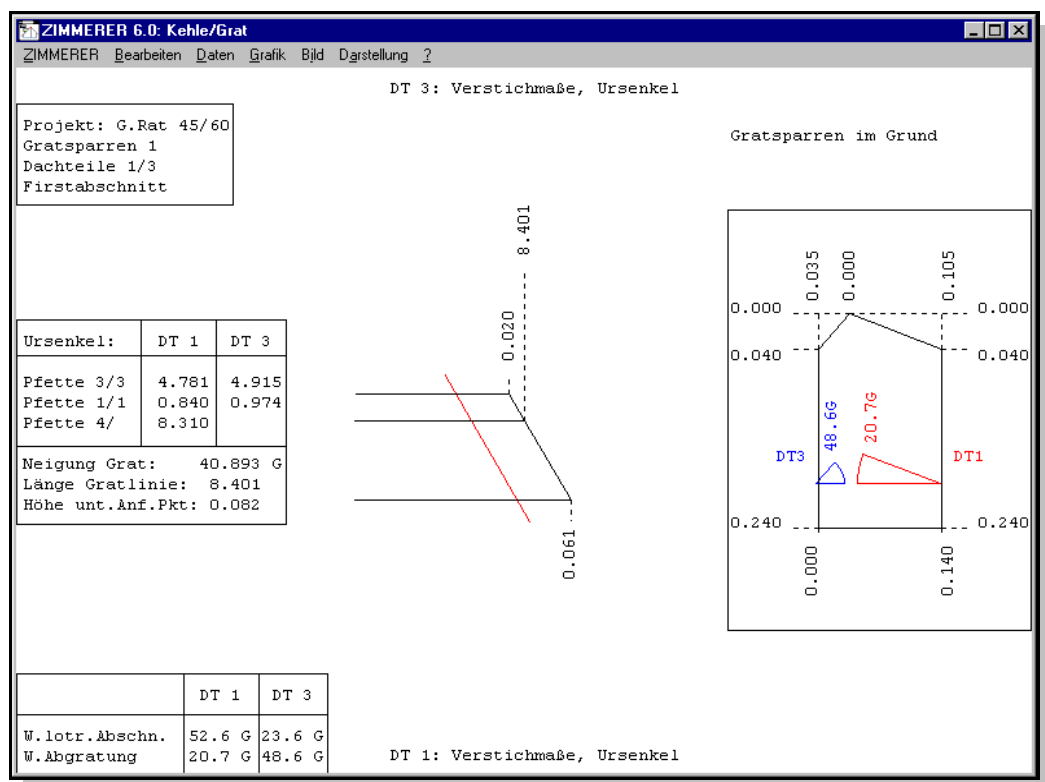 ZIMMERER 6.0: Kehle/Grat
ZIMMERER Bearbeiten Daten Grafik Bild Darstellung ?
DT 3: Verstichmaße, Ursenkel
Projekt: G.Rat 45/60
Gratsparren 1
Dachteile 1/3
Firstabschnitt
Gratsparren im Grund
8.401
0.020
0.061
0.035
0.000
0.105
0.000
0.000
0.040
0.040
48.6G
20.7G
DT3
DT1
0.240
0.240
0.000
0.140
Ursenkel: DT 1 DT 3
Pfette 3/3 4.781 4.915
Pfette 1/1 0.840 0.974
Pfette 4/ 8.310
Neigung Grat: 40.893 G
Länge Gratlinie: 8.401
Höhe unt.Anf.Pkt: 0.082
DT 1 DT 3
W.lotr.Abschn. 52.6 G 23.6 G
W.Abgratung 20.7 G 48.6 G
DT 1: Verstichmaße, Ursenkel